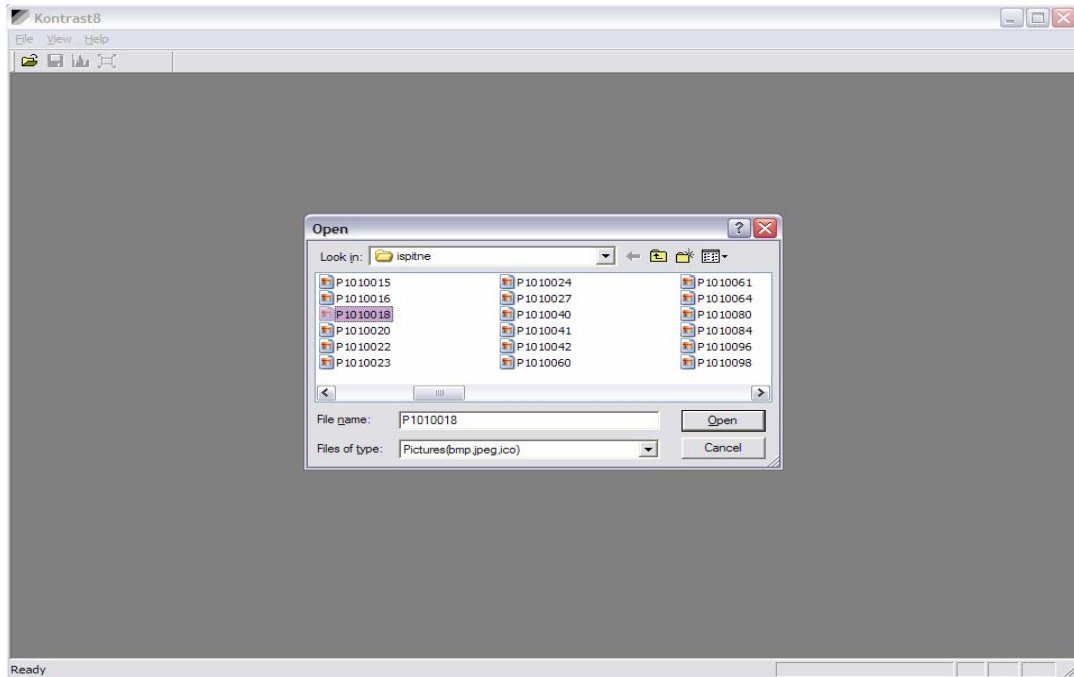 Kontrast8
File View Help
Open
Look in: ispitne
P1010015 P1010024 P1010061
P1010016 P1010027 P1010064
P1010018 P1010040 P1010080
P1010020 P1010041 P1010084
P1010022 P1010042 P1010096
P1010023 P1010060 P1010098
File name: P1010018 Open
Files of type: Pictures(bmp,jpeg,ico) Cancel
Ready